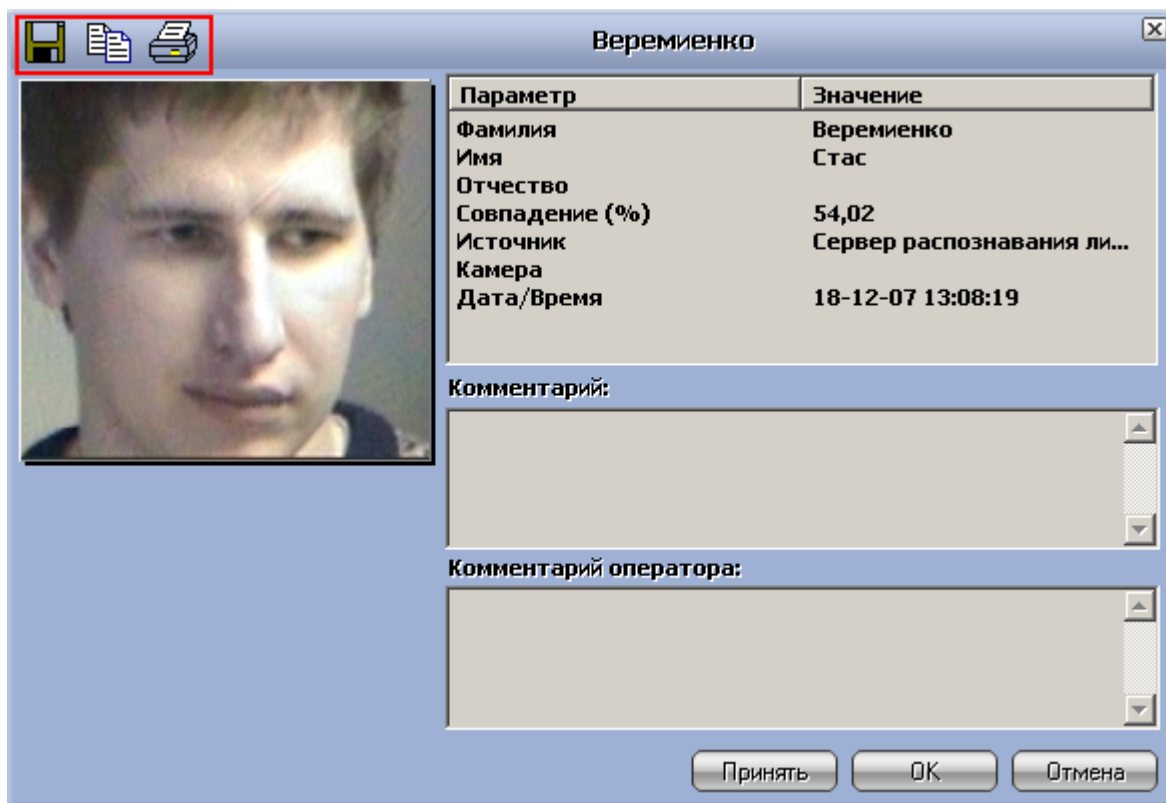 Веремиенко
Параметр Значение
Фамилия Веремиенко
Имя Стас
Отчество
Совпадение (%) 54,02
Источник Сервер распознавания ли...
Камера
Дата/Время 18-12-07 13:08:19
Комментарий:
Комментарий оператора:
Принять OK Отмена